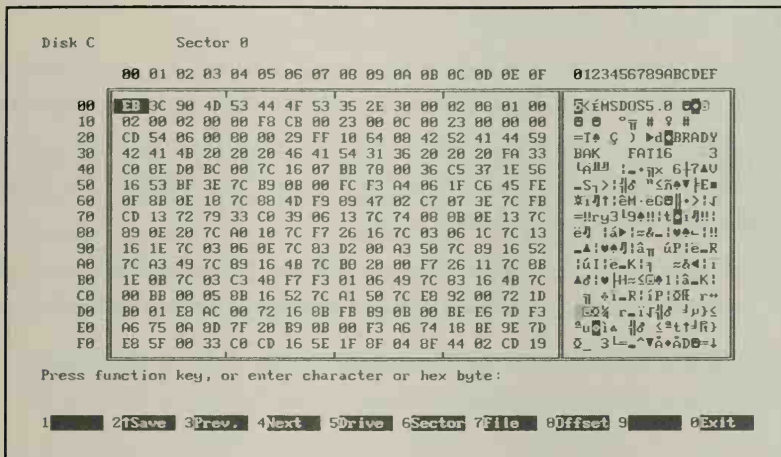 Disk C Sector 0
00 01 02 03 04 05 06 07 08 09 0A 0B 0C 0D 0E 0F 0123456789ABCDEF
00 EB 3C 90 4D 53 44 4F 53 35 2E 30 00 02 08 01 00 <ÉMSDOS5.0
10 02 00 02 00 00 F8 CB 00 23 00 0C 00 23 00 00 00 # ♀ #
20 CD 54 06 00 80 00 29 FF 10 64 08 42 52 41 44 59 =T♠ Ç ) ►d◘BRADY
30 42 41 4B 20 20 20 46 41 54 31 36 20 20 20 FA 33 BAK FAT16 3
40 C0 8E D0 BC 00 7C 16 07 BB 78 00 36 C5 37 1E 56
50 16 53 BF 3E 7C B9 0B 00 FC F3 A4 06 1F C6 45 FE
60 0F 8B 0E 18 7C 88 4D F9 89 47 02 C7 07 3E 7C FB
70 CD 13 72 79 33 C0 39 06 13 7C 74 08 8B 0E 13 7C
80 89 0E 20 7C A0 10 7C F7 26 16 7C 03 06 1C 7C 13
90 16 1E 7C 03 06 0E 7C 83 D2 00 A3 50 7C 89 16 52
A0 7C A3 49 7C 89 16 4B 7C B8 20 00 F7 26 11 7C 8B
B0 1E 0B 7C 03 C3 48 F7 F3 01 06 49 7C 83 16 4B 7C
C0 00 BB 00 05 8B 16 52 7C A1 50 7C E8 92 00 72 1D
D0 B0 01 E8 AC 00 72 16 8B FB B9 0B 00 BE E6 7D F3
E0 A6 75 0A 8D 7F 20 B9 0B 00 F3 A6 74 18 BE 9E 7D
F0 E8 5F 00 33 C0 CD 16 5E 1F 8F 04 8F 44 02 CD 19
Press function key, or enter character or hex byte:
1 2↑Save 3Prev. 4Next 5Drive 6Sector 7File 8Offset 9 0Exit